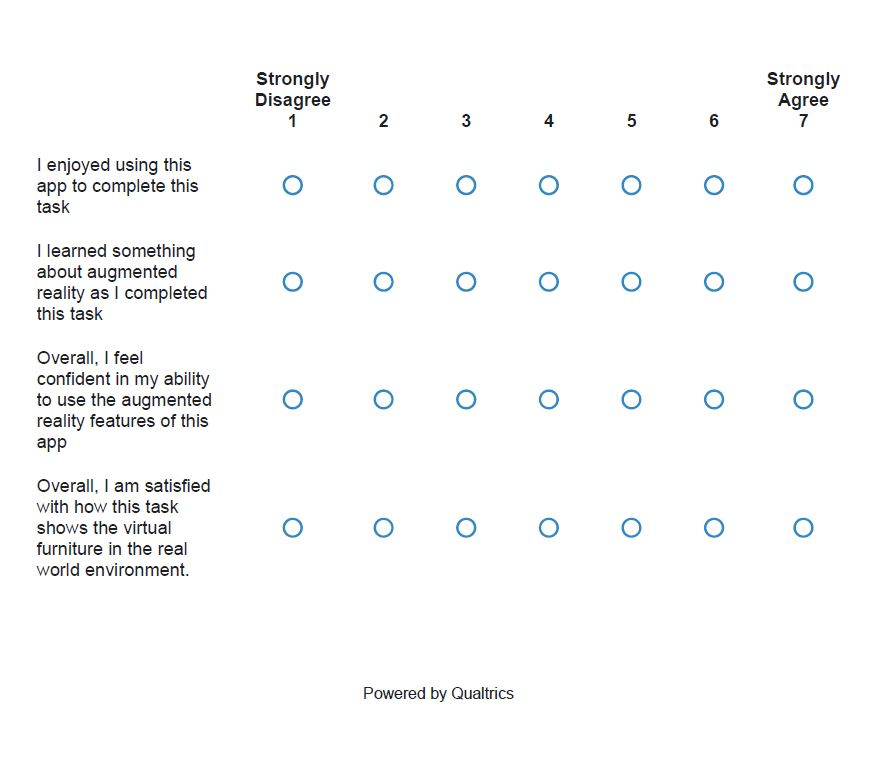 Strongly Disagree 1
2
3
4
5
6
Strongly Agree 7
I enjoyed using this
app to complete this
task
I learned something
about augmented
reality as I completed
this task
Overall, I feel
confident in my ability
to use the augmented
reality features of this
app
Overall, I am satisfied
with how this task
shows the virtual
furniture in the real
world environment.
Powered by Qualtrics